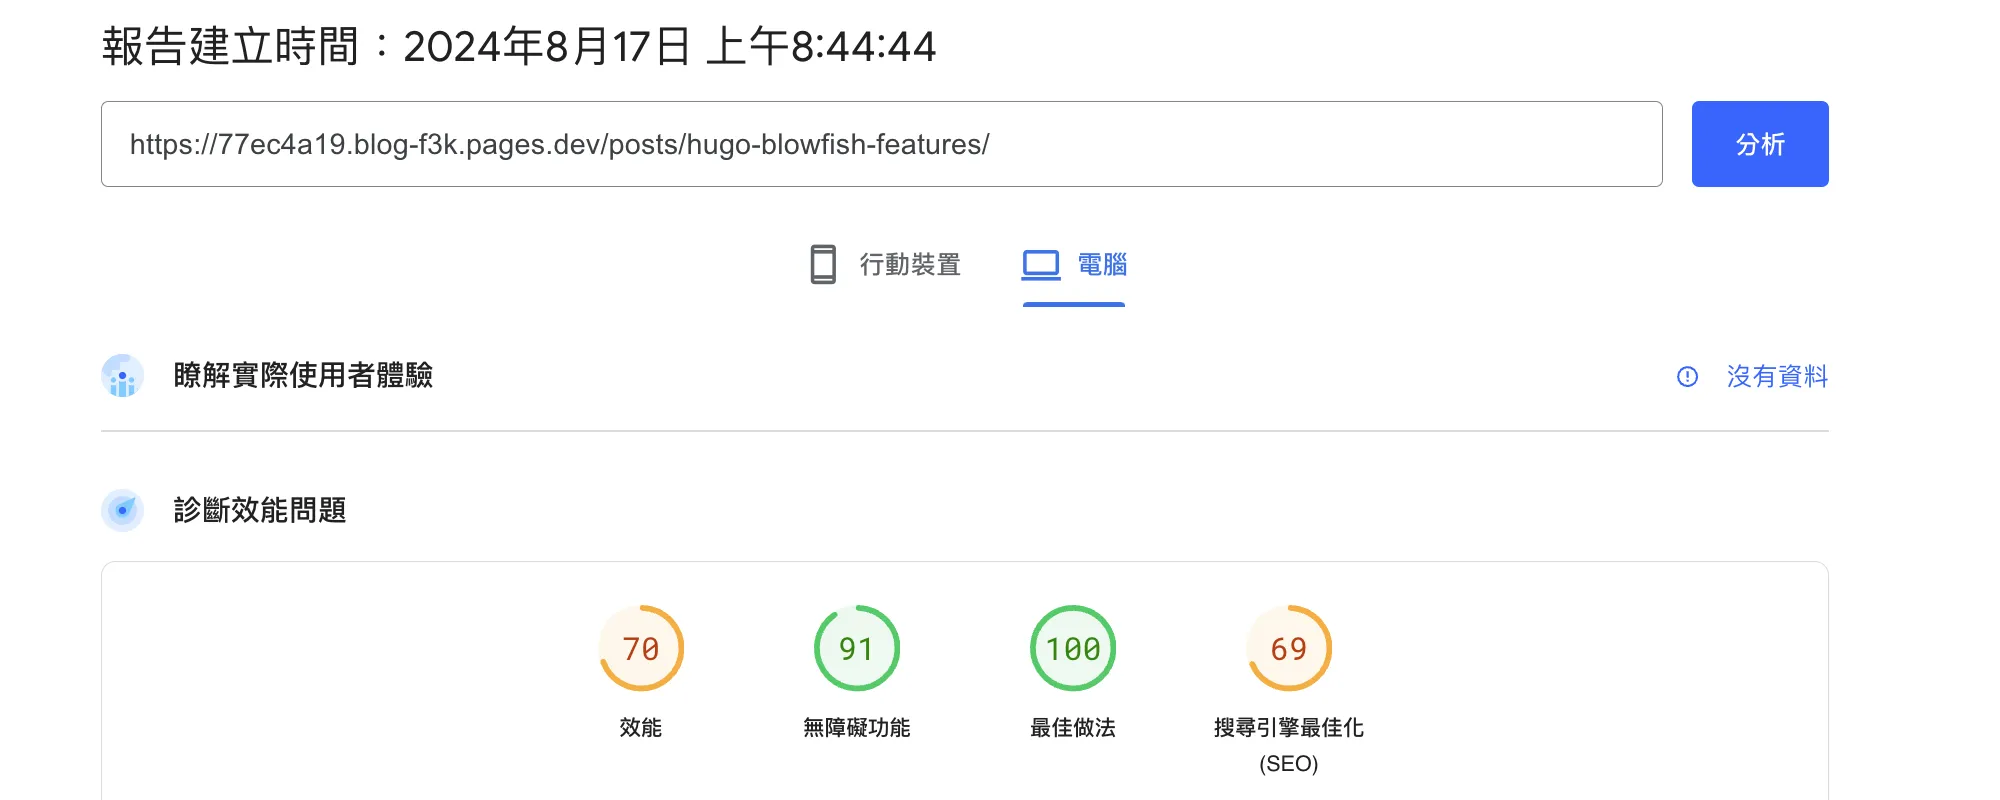 報告建立時間：2024年8月17日 上午8:44:44
https://77ec4a19.blog-f3k.pages.dev/posts/hugo-blowfish-features/
分析
行動裝置
電腦
瞭解實際使用者體驗
沒有資料
診斷效能問題
70
91
100
69
效能
無障礙功能
最佳做法
搜尋引擎最佳化
(SEO)